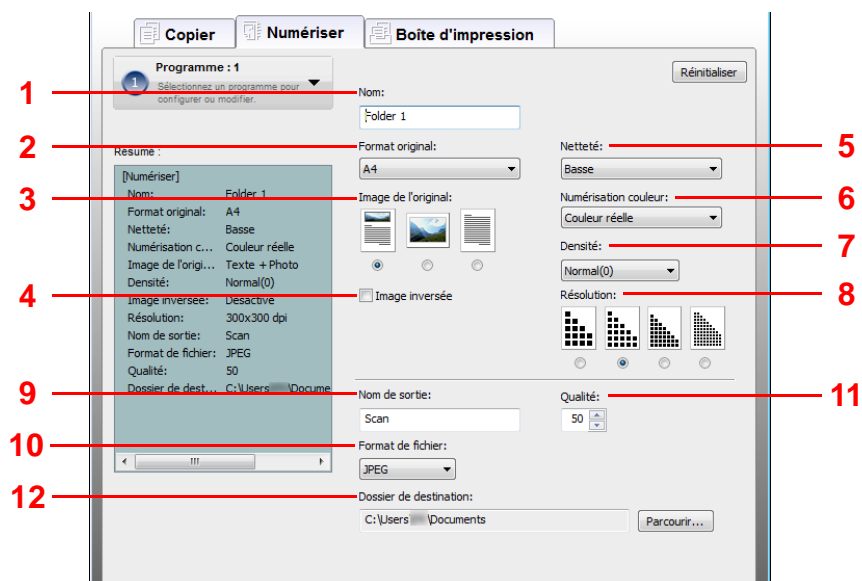 Copier
Numériser
Boîte d'impression
Programme : 1
1
Sélectionnez un programme pour
configurer ou modifier.
Réinitialiser
1
Nom:
Folder 1
2
Format original:
A4
3
Image de l'original:
4
Image inversée
Netteté:
5
Basse
Numérisation couleur:
6
Couleur réelle
Densité:
7
Normal(0)
Résolution:
8
Résumé :
[Numériser]
Nom: Folder 1
Format original: A4
Netteté: Basse
Numérisation c... Couleur réelle
Image de l'origi... Texte + Photo
Densité: Normal(0)
Image inversée: Désactivé
Résolution: 300x300 dpi
Nom de sortie: Scan
Format de fichier: JPEG
Qualité: 50
Dossier de dest... C:\Users \Docume
9
Nom de sortie:
Scan
10
Format de fichier:
JPEG
Qualité:
11
50
12
Dossier de destination:
C:\Users \Documents
Parcourir...